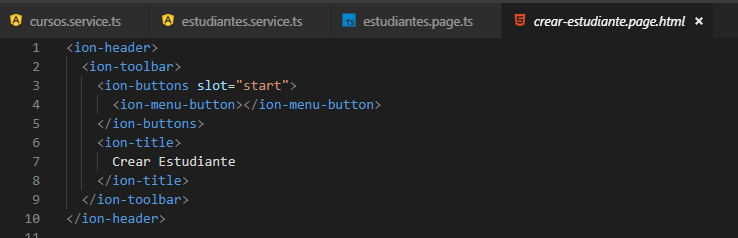 cursos.service.ts estudiantes.service.ts TS estudiantes.page.ts crear-estudiante.page.html ×
1 <ion-header>
2 <ion-toolbar>
3 <ion-buttons slot="start">
4 <ion-menu-button></ion-menu-button>
5 </ion-buttons>
6 <ion-title>
7 Crear Estudiante
8 </ion-title>
9 </ion-toolbar>
10 </ion-header>
11